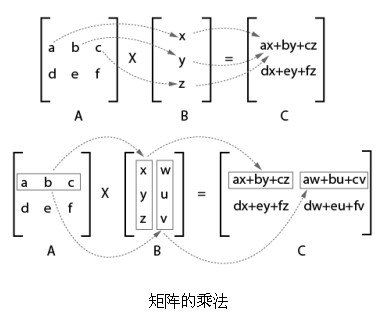 a b c X x y z = ax+by+cz
d e f dx+ey+fz
A B C
a b c X x w y u z v = ax+by+cz aw+bu+cv
d e f dx+ey+fz dw+eu+fv
A B C
矩阵的乘法